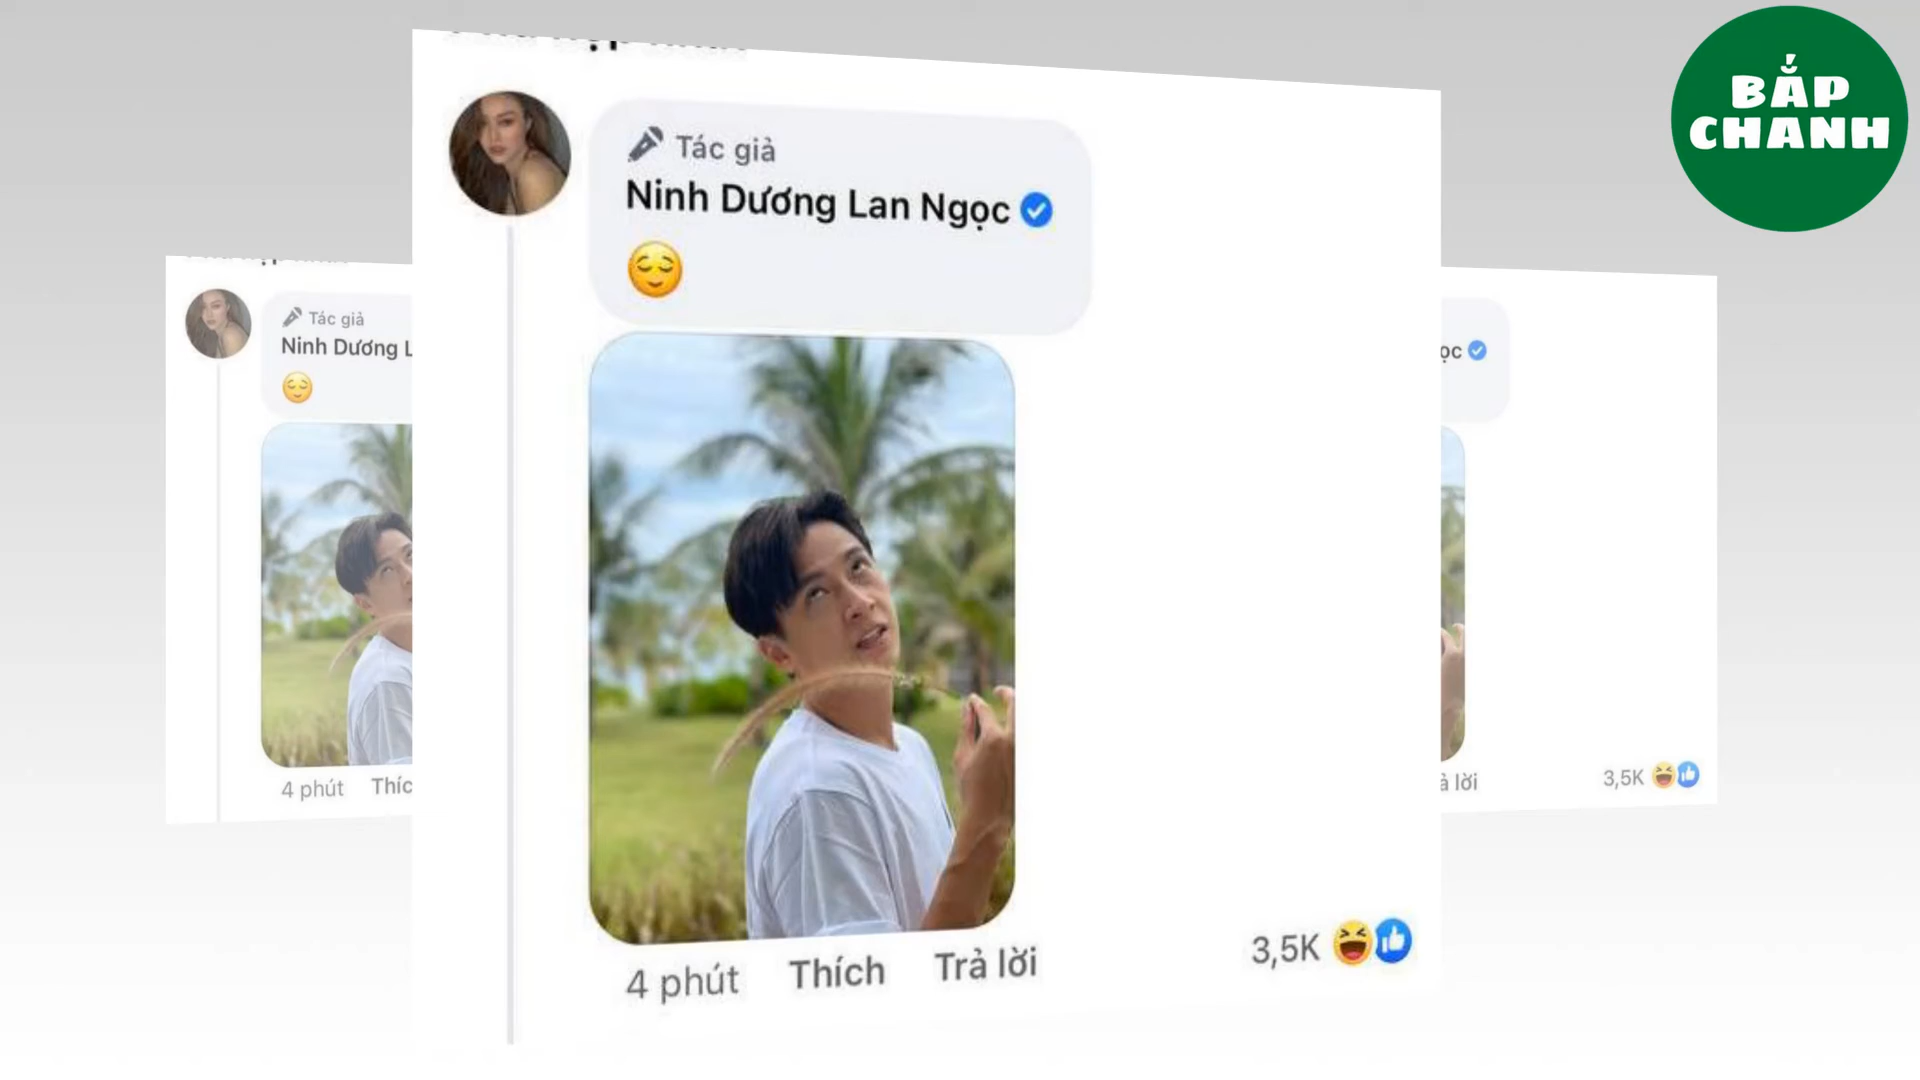 BẮP
CHANH
Tác giả
Ninh Dương Lan Ngọc
4 phút Thích Trả lời
3,5K
Tác giả
Ninh Dương L
4 phút Thíc
ọc
ả lời
3,5K